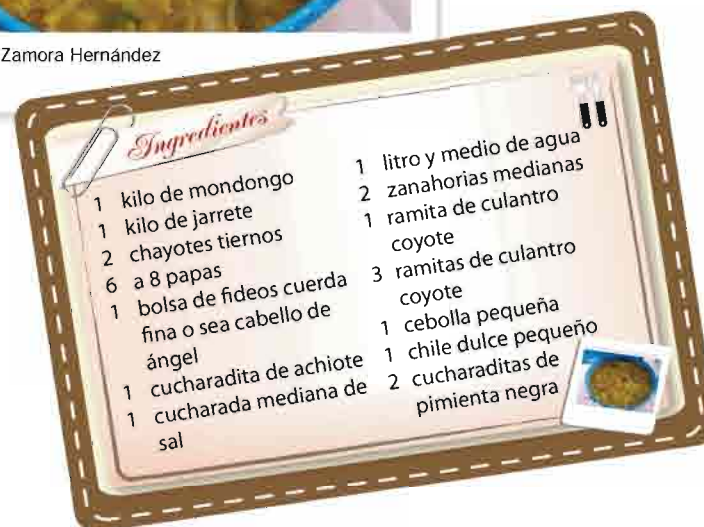 Zamora Hernández
Ingredientes
1 kilo de mondongo
1 kilo de jarrete
2 chayotes tiernos
6 a 8 papas
1 bolsa de fideos cuerda
fina o sea cabello de
ángel
1 cucharadita de achiote
1 cucharada mediana de
sal
1 litro y medio de agua
2 zanahorias medianas
1 ramita de culantro
coyote
3 ramitas de culantro
coyote
1 cebolla pequeña
1 chile dulce pequeño
2 cucharaditas de
pimienta negra